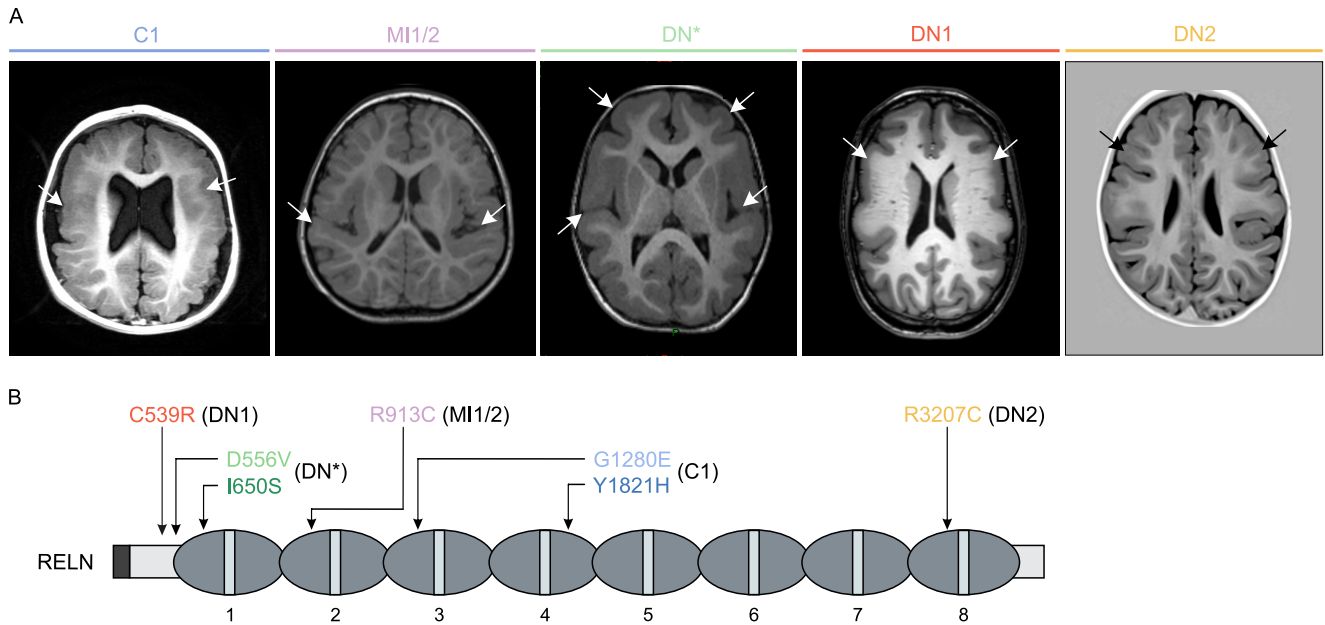 A
C1 MI1/2 DN* DN1 DN2
P
B
C539R (DN1) R913C (MI1/2) R3207C (DN2)
D556V G1280E
(DN*) (C1)
I650S Y1821H
RELN
1 2 3 4 5 6 7 8